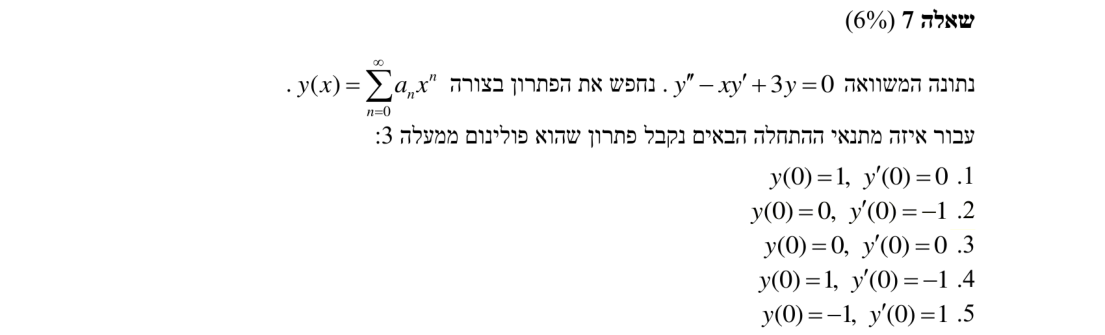 שאלה 7 (6%)
נתונה המשוואה y″ − xy′ + 3y = 0 . נחפש את הפתרון בצורה y(x) = ∑_{n=0}^{∞} a_n x^n .
עבור איזה מתנאי ההתחלה הבאים נקבל פתרון שהוא פולינום ממעלה 3:
1. y(0) = 1, y′(0) = 0
2. y(0) = 0, y′(0) = −1
3. y(0) = 0, y′(0) = 0
4. y(0) = 1, y′(0) = −1
5. y(0) = −1, y′(0) = 1